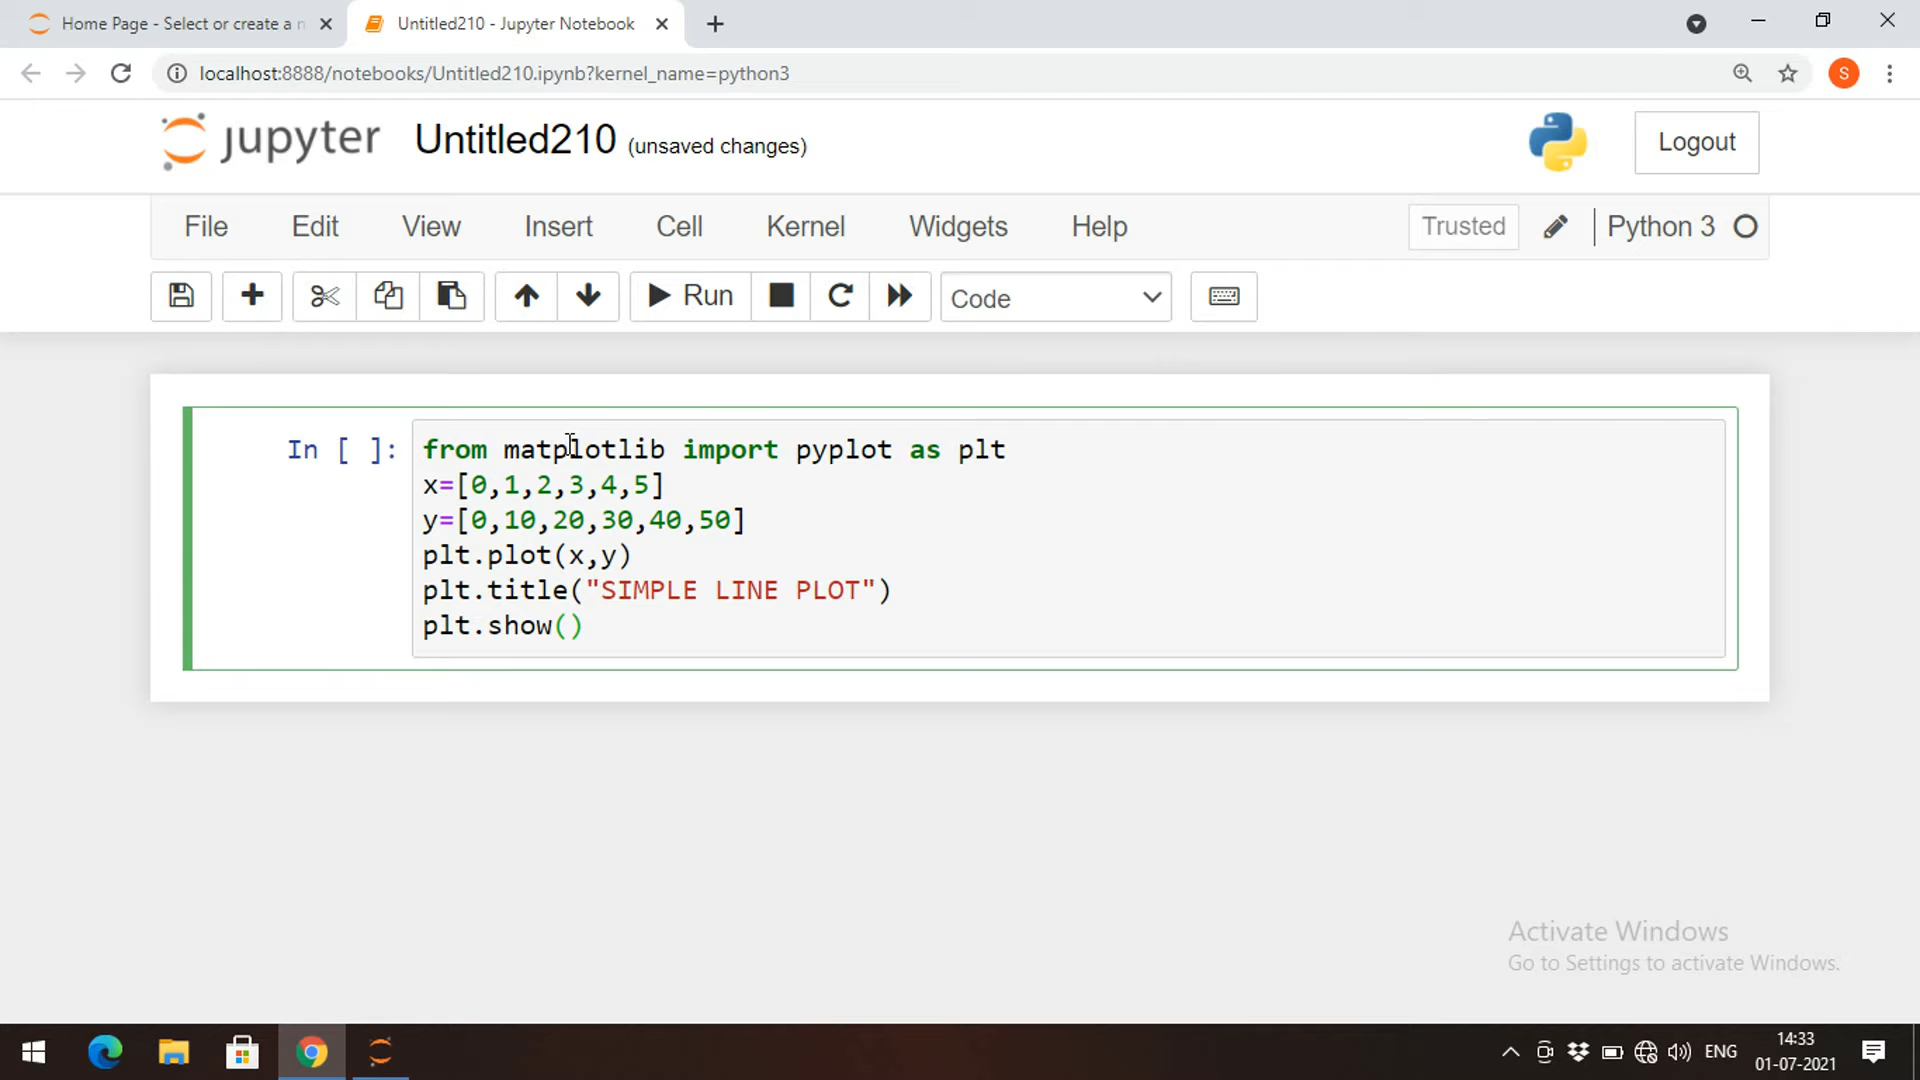 Home Page - Select or create a n
Untitled210 - Jupyter Notebook
localhost:8888/notebooks/Untitled210.ipynb?kernel_name=python3
S
jupyter Untitled210 (unsaved changes)
Logout
File Edit View Insert Cell Kernel Widgets Help Trusted Python 3
Run Code
In [ ]: from matplotlib import pyplot as plt
x=[0,1,2,3,4,5]
y=[0,10,20,30,40,50]
plt.plot(x,y)
plt.title("SIMPLE LINE PLOT")
plt.show()
Activate Windows
Go to Settings to activate Windows.
ENG
14:33
01-07-2021